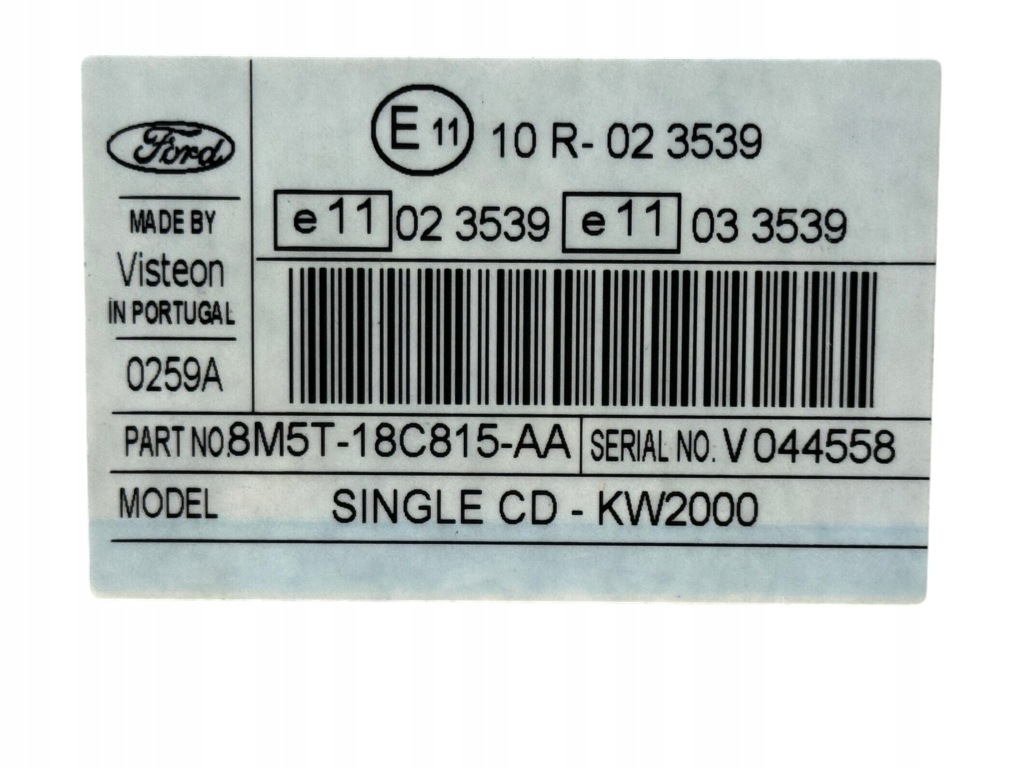 Ford
MADE BY
Visteon
IN PORTUGAL
0259A
E 11 10 R- 02 3539
e 11 02 3539 e 11 03 3539
PART NO. 8M5T-18C815-AA SERIAL NO. V 044558
MODEL SINGLE CD - KW2000